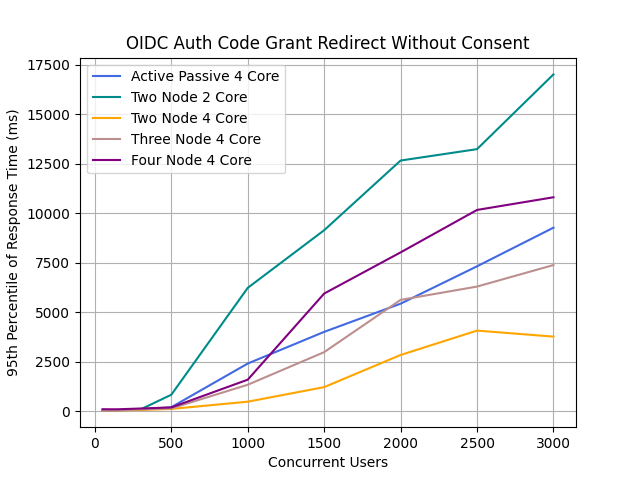 OIDC Auth Code Grant Redirect Without Consent
17500
15000
12500
10000
7500
5000
2500
0
95th Percentile of Response Time (ms)
Active Passive 4 Core
Two Node 2 Core
Two Node 4 Core
Three Node 4 Core
Four Node 4 Core
0 500 1000 1500 2000 2500 3000
Concurrent Users